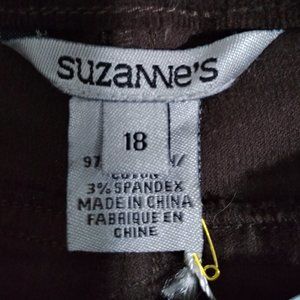 suzanne's
18
97
3% SPANDEX
MADE IN CHINA
FABRIQUE EN
CHINE